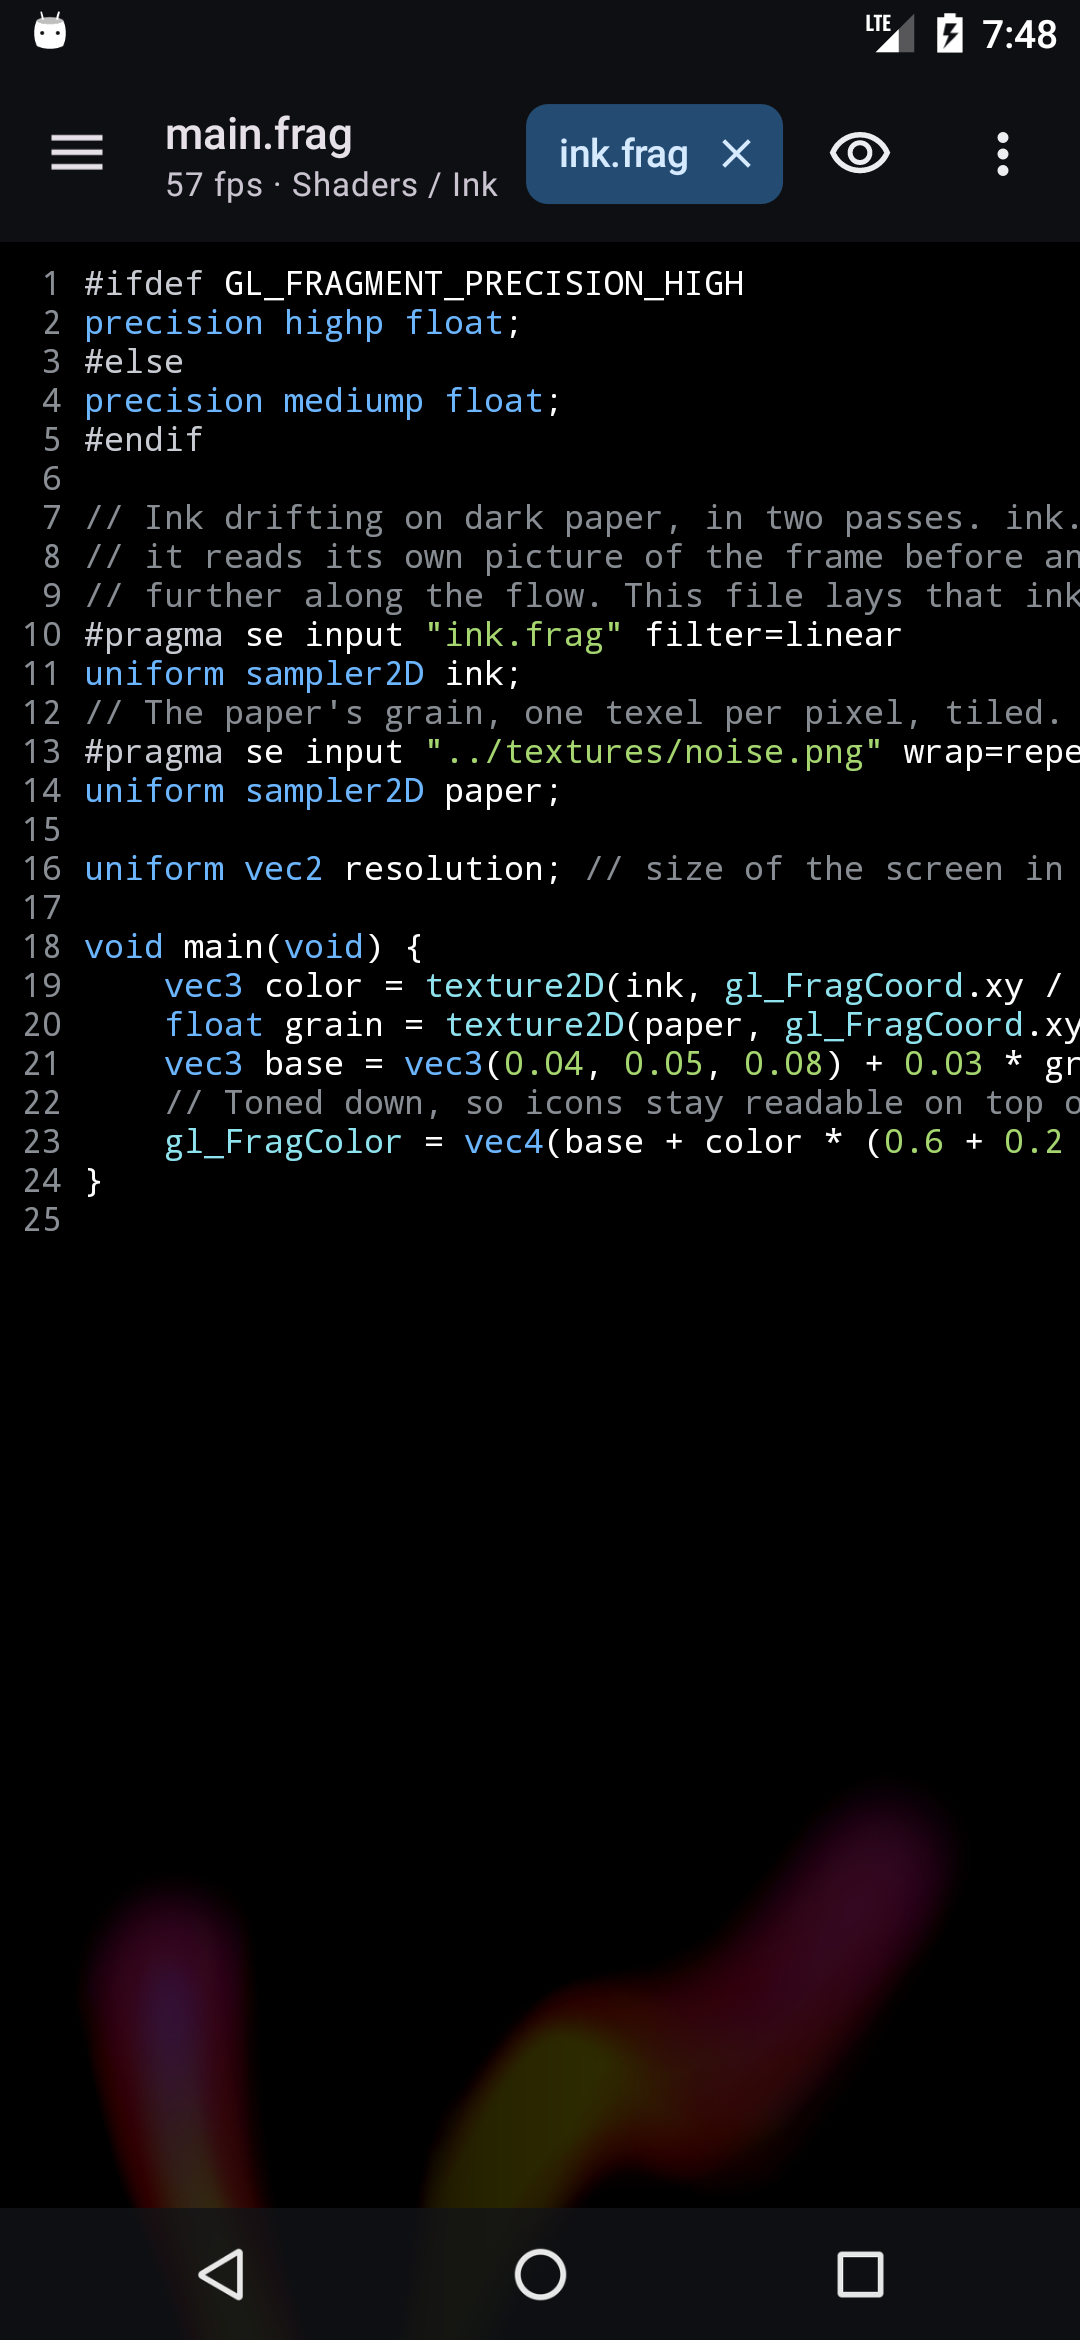 LTE 7:48
main.frag
57 fps · Shaders / Ink
ink.frag
1 #ifdef GL_FRAGMENT_PRECISION_HIGH
2 precision highp float;
3 #else
4 precision mediump float;
5 #endif
6
7 // Ink drifting on dark paper, in two passes. ink.
8 // it reads its own picture of the frame before an
9 // further along the flow. This file lays that ink
10 #pragma se input "ink.frag" filter=linear
11 uniform sampler2D ink;
12 // The paper's grain, one texel per pixel, tiled.
13 #pragma se input "../textures/noise.png" wrap=repe
14 uniform sampler2D paper;
15
16 uniform vec2 resolution; // size of the screen in
17
18 void main(void) {
19     vec3 color = texture2D(ink, gl_FragCoord.xy /
20     float grain = texture2D(paper, gl_FragCoord.xy
21     vec3 base = vec3(0.04, 0.05, 0.08) + 0.03 * gr
22     // Toned down, so icons stay readable on top o
23     gl_FragColor = vec4(base + color * (0.6 + 0.2
24 }
25